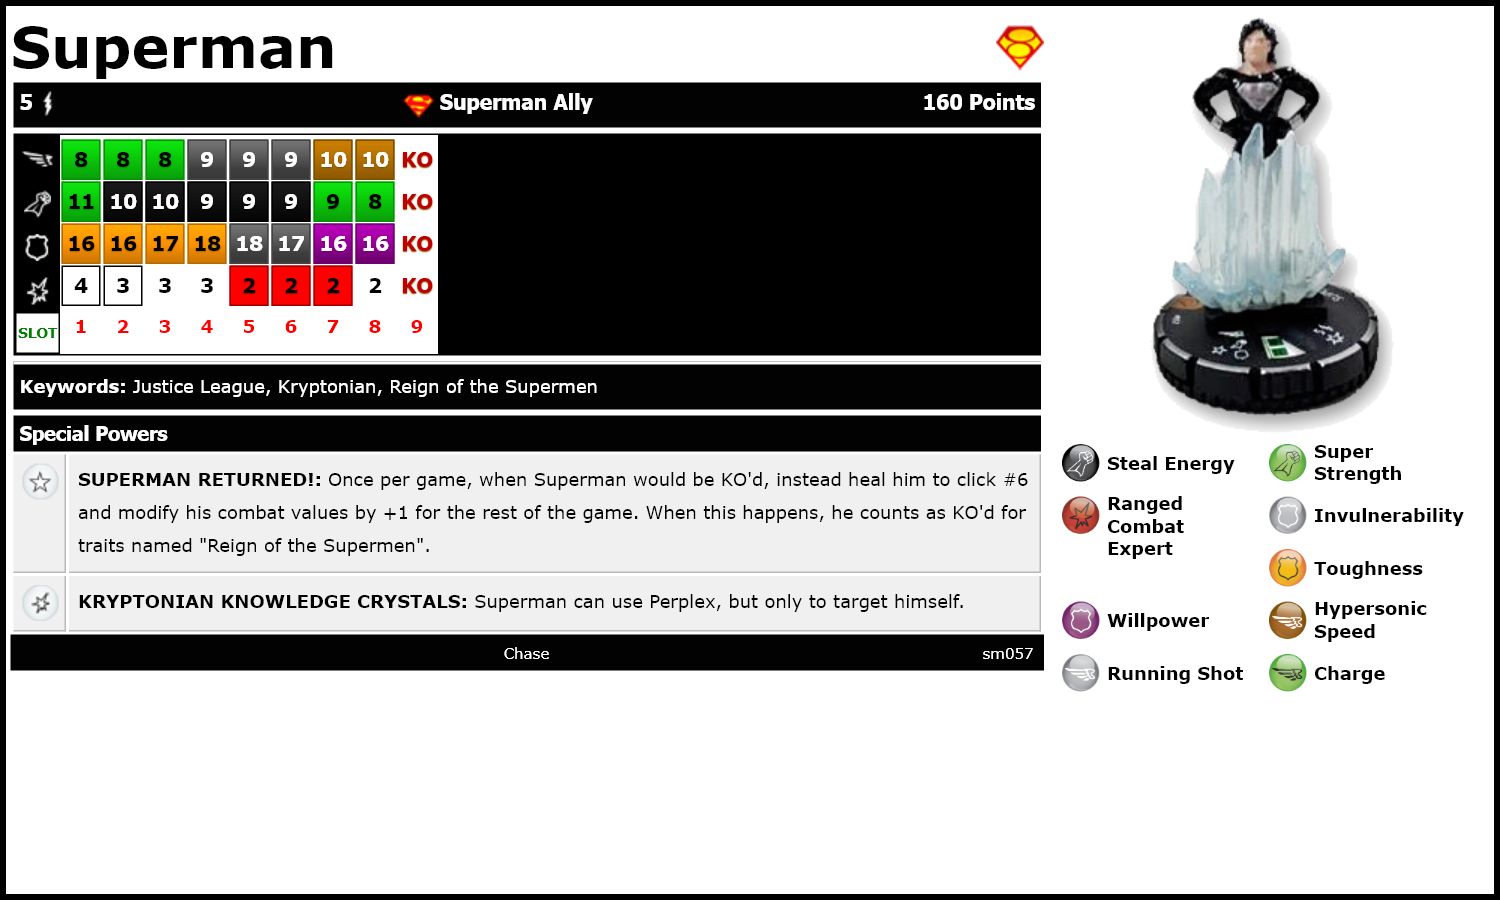 Superman
5 Superman Ally 160 Points
8 8 8 9 9 9 10 10 KO
11 10 10 9 9 9 9 8 KO
16 16 17 18 18 17 16 16 KO
4 3 3 3 2 2 2 2 KO
SLOT 1 2 3 4 5 6 7 8 9
Keywords: Justice League, Kryptonian, Reign of the Supermen
Special Powers
SUPERMAN RETURNED!: Once per game, when Superman would be KO'd, instead heal him to click #6
and modify his combat values by +1 for the rest of the game. When this happens, he counts as KO'd for
traits named "Reign of the Supermen".
KRYPTONIAN KNOWLEDGE CRYSTALS: Superman can use Perplex, but only to target himself.
Chase sm057
Steal Energy
Super
Strength
Ranged
Combat
Expert
Invulnerability
Toughness
Willpower
Hypersonic
Speed
Running Shot
Charge